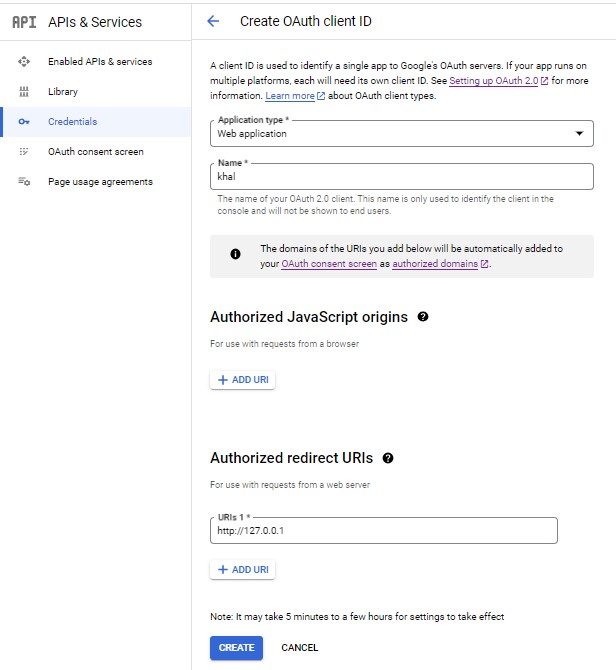 API APIs & Services
Create OAuth client ID
Enabled APIs & services
Library
Credentials
OAuth consent screen
Page usage agreements
A client ID is used to identify a single app to Google's OAuth servers. If your app runs on
multiple platforms, each will need its own client ID. See Setting up OAuth 2.0 for more
information. Learn more about OAuth client types.
Application type *
Web application
Name *
khal
The name of your OAuth 2.0 client. This name is only used to identify the client in the
console and will not be shown to end users.
The domains of the URIs you add below will be automatically added to
your OAuth consent screen as authorized domains.
Authorized JavaScript origins
For use with requests from a browser
+ ADD URI
Authorized redirect URIs
For use with requests from a web server
URIs 1 *
http://127.0.0.1
+ ADD URI
Note: It may take 5 minutes to a few hours for settings to take effect
CREATE CANCEL